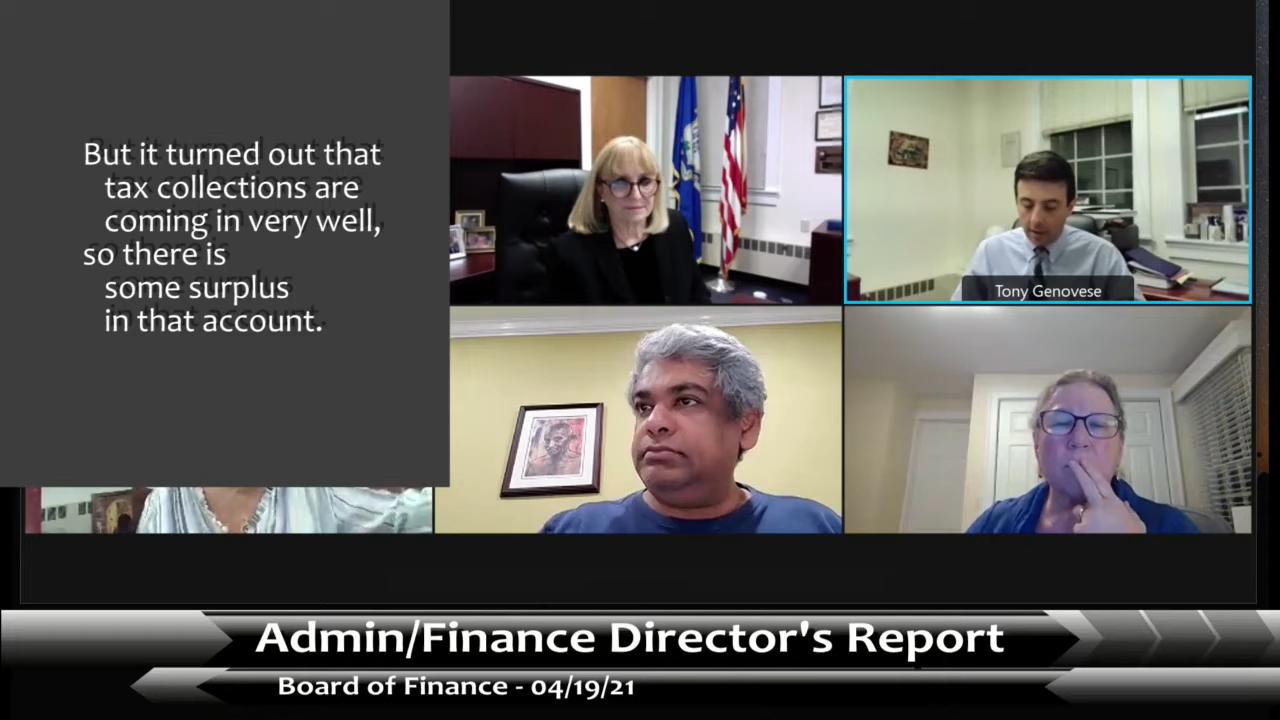 But it turned out that
tax collections are
coming in very well,
so there is
some surplus
in that account.
Tony Genovese
Admin/Finance Director's Report
Board of Finance - 04/19/21